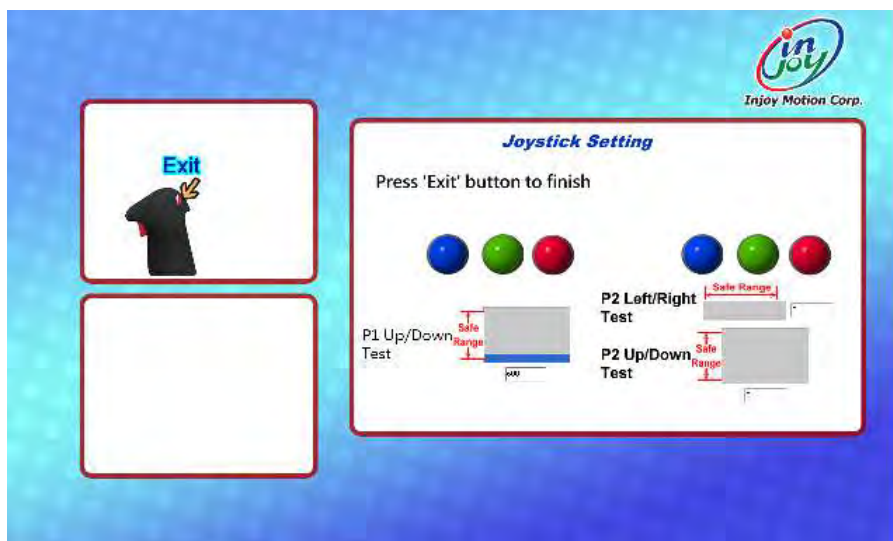 in
joy
Injoy Motion Corp.
Exit
Joystick Setting
Press 'Exit' button to finish
P1 Up/Down
Test
Safe
Range
600
P2 Left/Right
Test
Safe Range
P2 Up/Down
Test
Safe
Range